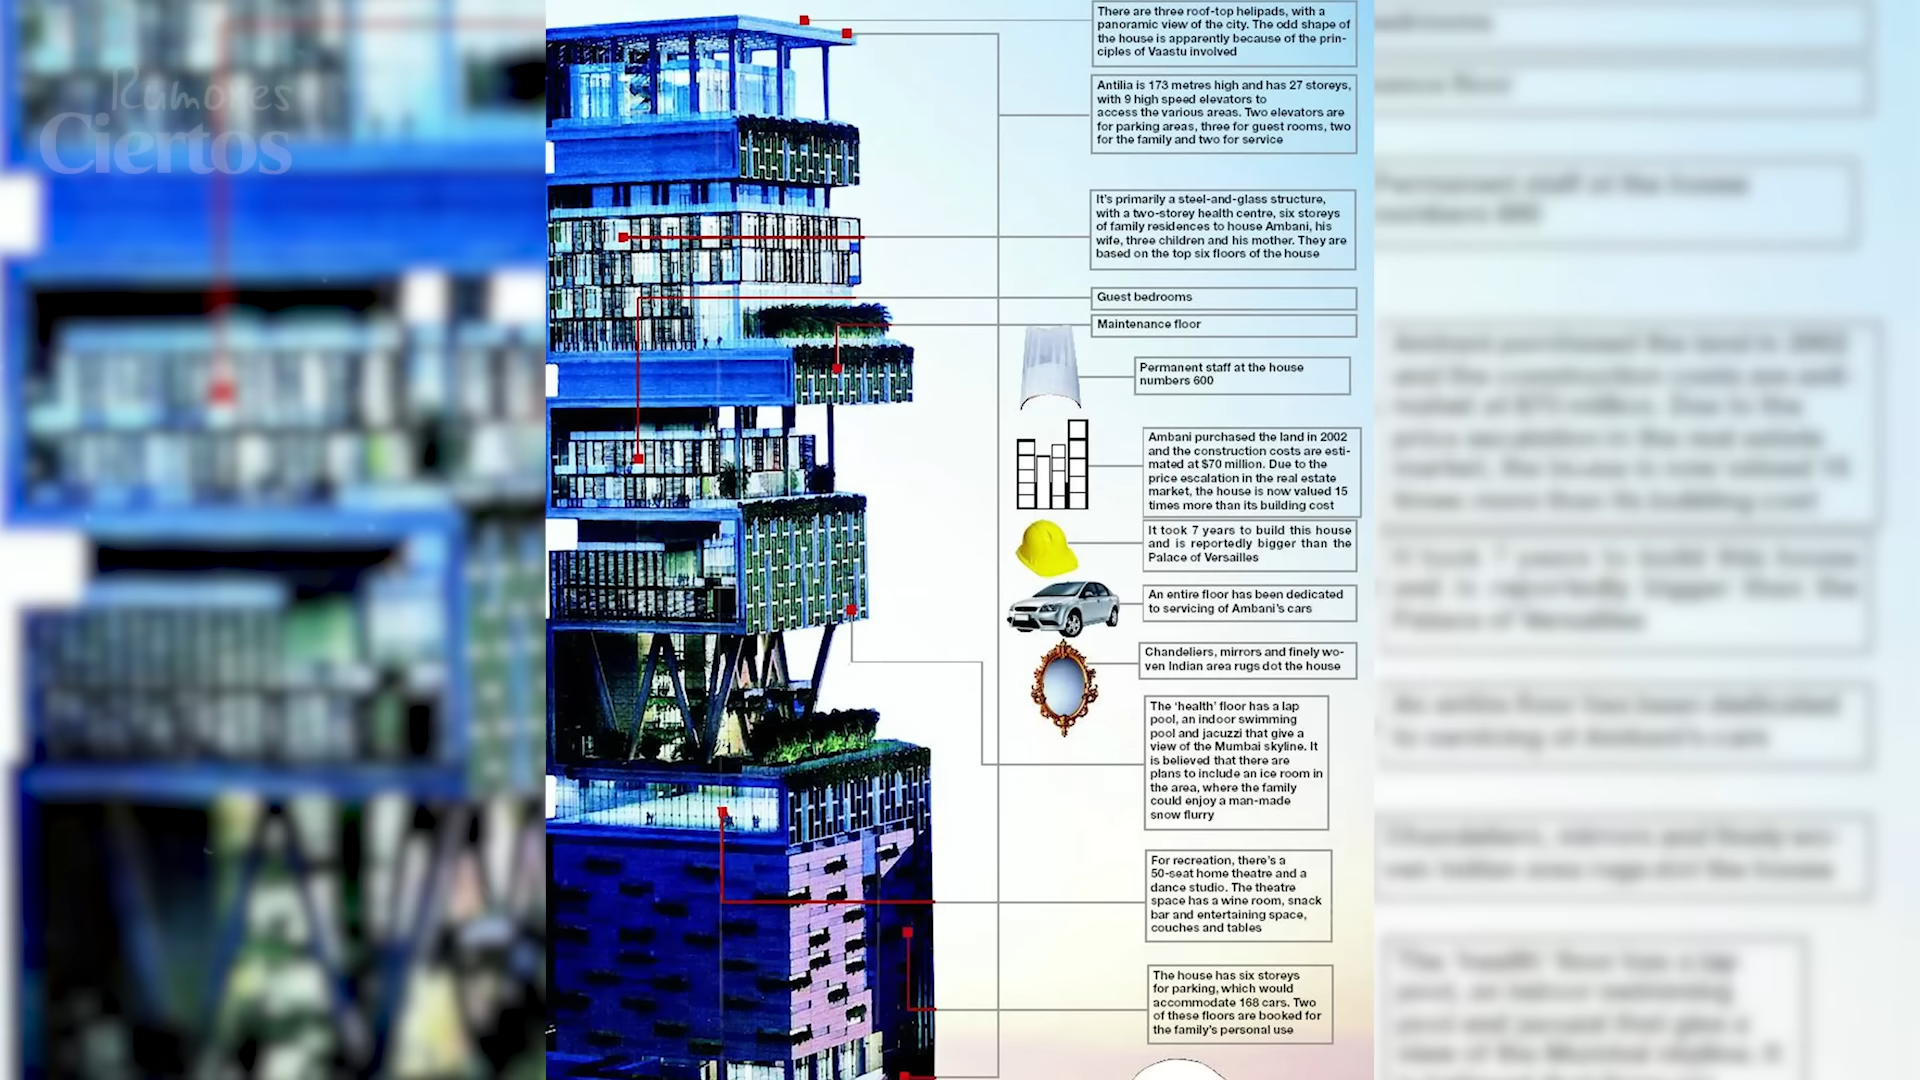 Rumores
Ciertos
There are three roof-top helipads, with a
panoramic view of the city. The odd shape of
the house is apparently because of the prin-
ciples of Vaastu involved
Antilia is 173 metres high and has 27 storeys,
with 9 high speed elevators to
access the various areas. Two elevators are
for parking areas, three for guest rooms, two
for the family and two for service
It's primarily a steel-and-glass structure,
with a two-storey health centre, six storeys
of family residences to house Ambani, his
wife, three children and his mother. They are
based on the top six floors of the house
Guest bedrooms
Maintenance floor
Permanent staff at the house
numbers 600
Ambani purchased the land in 2002
and the construction costs are esti-
mated at $70 million. Due to the
price escalation in the real estate
market, the house is now valued 15
times more than its building cost
It took 7 years to build this house
and is reportedly bigger than the
Palace of Versailles
An entire floor has been dedicated
to servicing of Ambani's cars
Chandeliers, mirrors and finely wo-
ven Indian area rugs dot the house
The 'health' floor has a lap
pool, an indoor swimming
pool and jacuzzi that give a
view of the Mumbai skyline. It
is believed that there are
plans to include an ice room in
the area, where the family
could enjoy a man-made
snow flurry
For recreation, there's a
50-seat home theatre and a
dance studio. The theatre
space has a wine room, snack
bar and entertaining space,
couches and tables
The house has six storeys
for parking, which would
accommodate 168 cars. Two
of these floors are booked for
the family's personal use